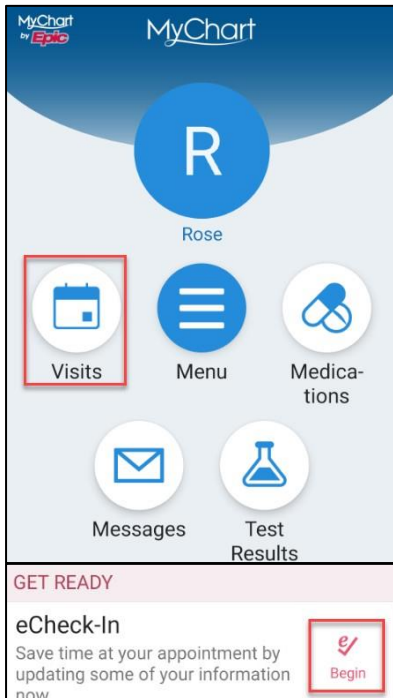 MyChart
by Epic
MyChart
R
Rose
Visits
Menu
Medica-
tions
Messages
Test
Results
GET READY
eCheck-In
Save time at your appointment by
updating some of your information
now
e
Begin